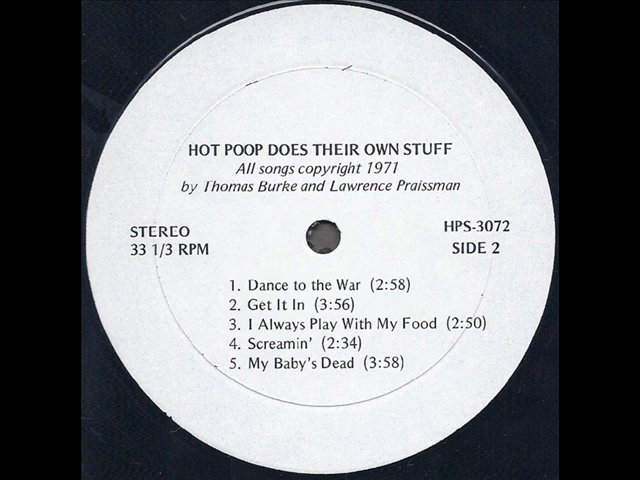 HOT POOP DOES THEIR OWN STUFF
All songs copyright 1971
by Thomas Burke and Lawrence Praissman
STEREO
33 1/3 RPM
HPS-3072
SIDE 2
1. Dance to the War (2:58)
2. Get It In (3:56)
3. I Always Play With My Food (2:50)
4. Screamin' (2:34)
5. My Baby's Dead (3:58)